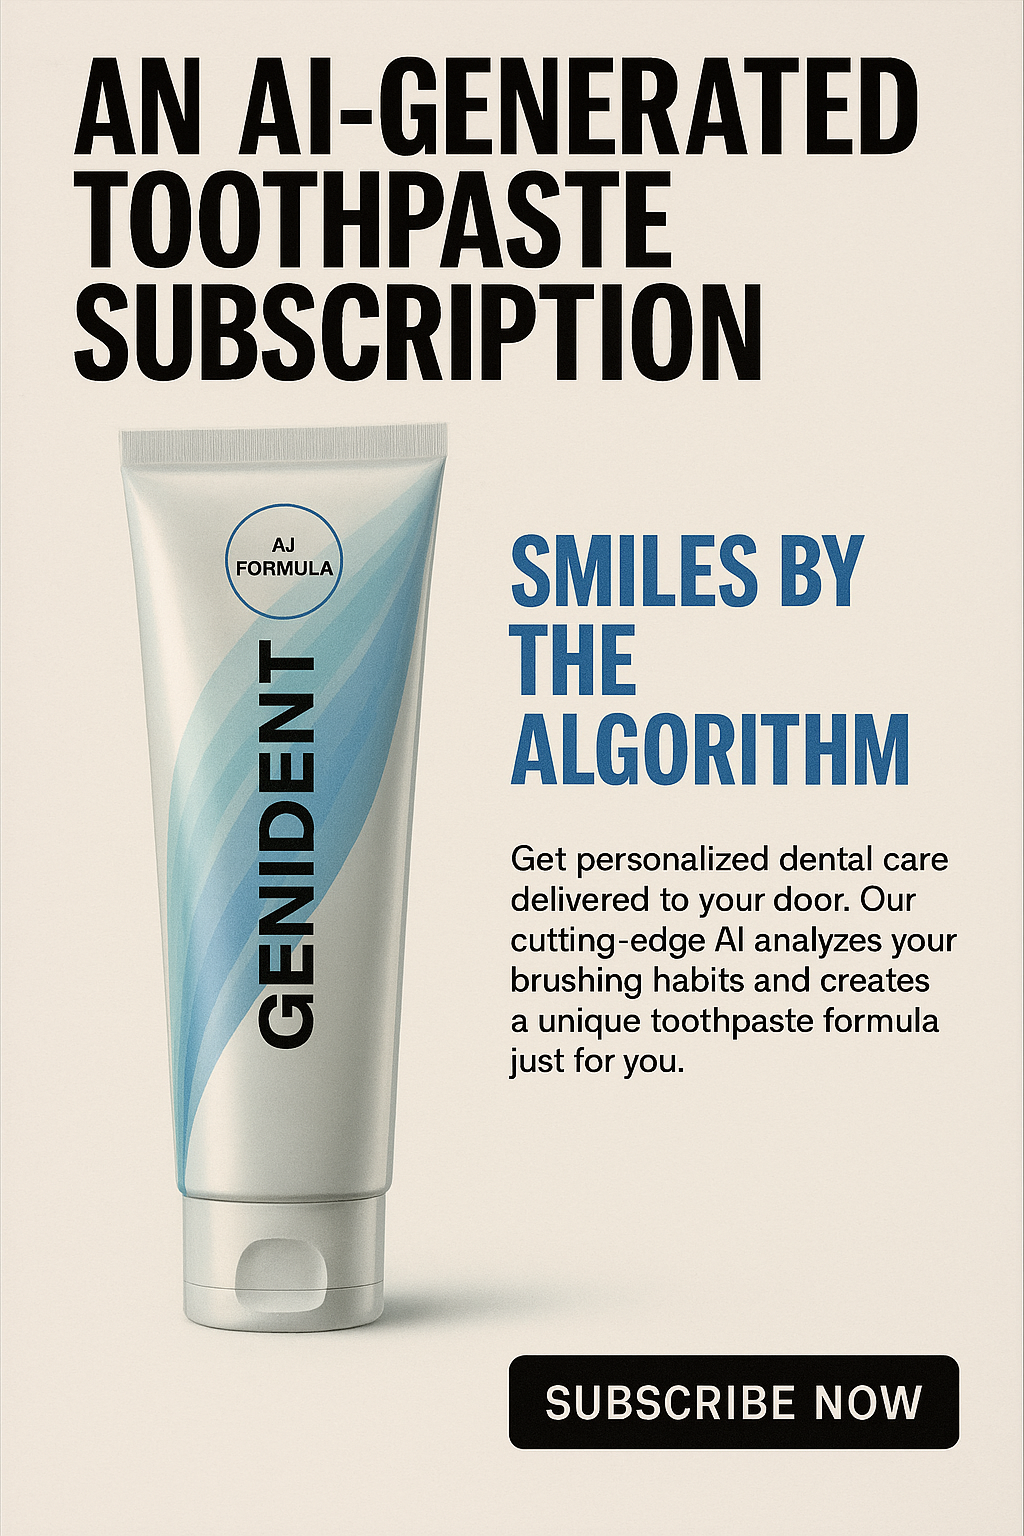 AN AI-GENERATED
TOOTHPASTE
SUBSCRIPTION
AJ
FORMULA
GENIDENT
SMILES BY
THE
ALGORITHM
Get personalized dental care
delivered to your door. Our
cutting-edge AI analyzes your
brushing habits and creates
a unique toothpaste formula
just for you.
SUBSCRIBE NOW